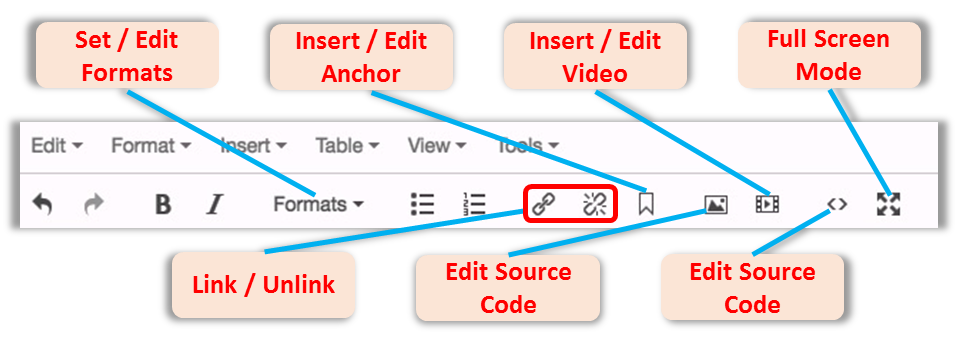 Set / Edit
Formats
Insert / Edit
Anchor
Insert / Edit
Video
Full Screen
Mode
Edit Format Insert Table View Tools
B I Formats
Link / Unlink
Edit Source
Code
Edit Source
Code